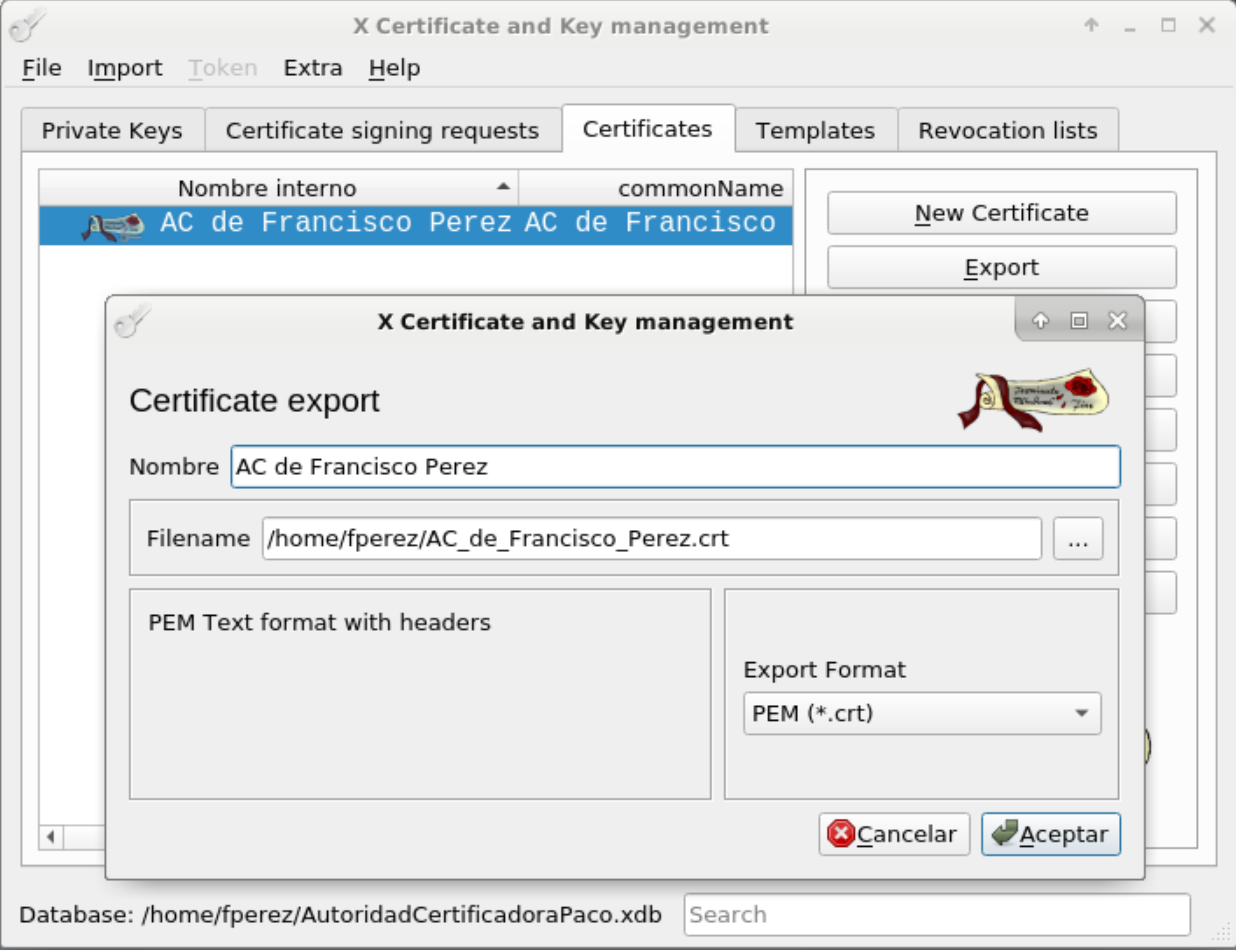 X Certificate and Key management
File Import Token Extra Help
Private Keys Certificate signing requests Certificates Templates Revocation lists
Nombre interno commonName
AC de Francisco Perez AC de Francisco
New Certificate
Export
X Certificate and Key management
Certificate export
Nombre AC de Francisco Perez
Filename /home/fperez/AC_de_Francisco_Perez.crt ...
PEM Text format with headers
Export Format
PEM (*.crt)
Cancelar Aceptar
Database: /home/fperez/AutoridadCertificadoraPaco.xdb Search